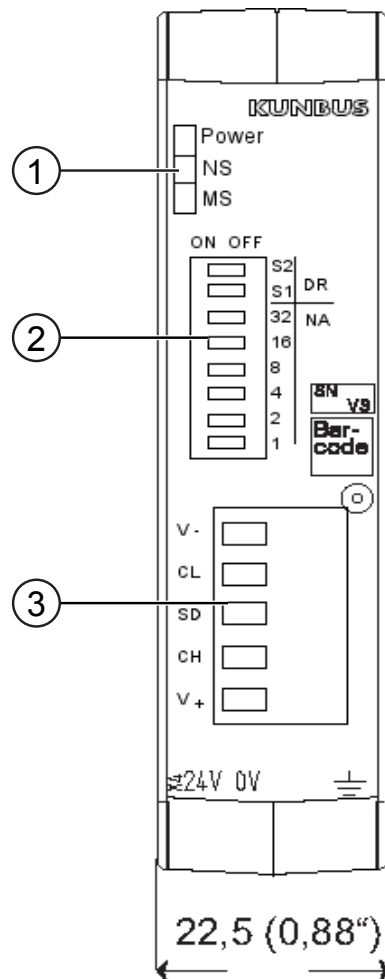 KUNBUS
Power
1
NS
MS
ON OFF
S2
S1 DR
32 NA
2
16
8
4
SN
V9
2
Bar-
code
1
V -
CL
3
SD
CH
V +
24V 0V
22,5 (0,88“)